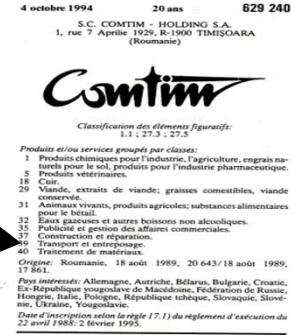 4 octobre 1994 20 ans 629 240
S.C. COMTIM - HOLDING S.A.
1, rue 7 Aprilie 1929, R-1900 TIMIȘOARA
(Roumanie)
Comtim
Classification des éléments figuratifs:
1.1 ; 27.3 ; 27.5
Produits et/ou services groupés par classes:
1 Produits chimiques pour l'industrie, l'agriculture, engrais na-
turels pour le sol, produits pour l'industrie pharmaceutique.
5 Produits vétérinaires.
18 Cuir.
29 Viande, extraits de viande; graisses comestibles, viande
conservée.
31 Animaux vivants, produits agricoles; substances alimentaires
pour le bétail.
32 Eaux gazeuses et autres boissons non alcooliques.
35 Publicité et gestion des affaires commerciales.
37 Construction et réparation.
39 Transport et entreposage.
40 Traitement de matériaux.
Origine: Roumanie, 18 août 1989, 20 643/18 août 1989,
17 861.
Pays intéressés: Allemagne, Autriche, Bélarus, Bulgarie, Croatie,
Ex-République yougoslave de Macédoine, Fédération de Russie,
Hongrie, Italie, Pologne, République tchèque, Slovaquie, Slové-
nie, Ukraine, Yougoslavie.
Date d'inscription selon la règle 17.1) du règlement d'exécution du
22 avril 1988: 2 février 1995.